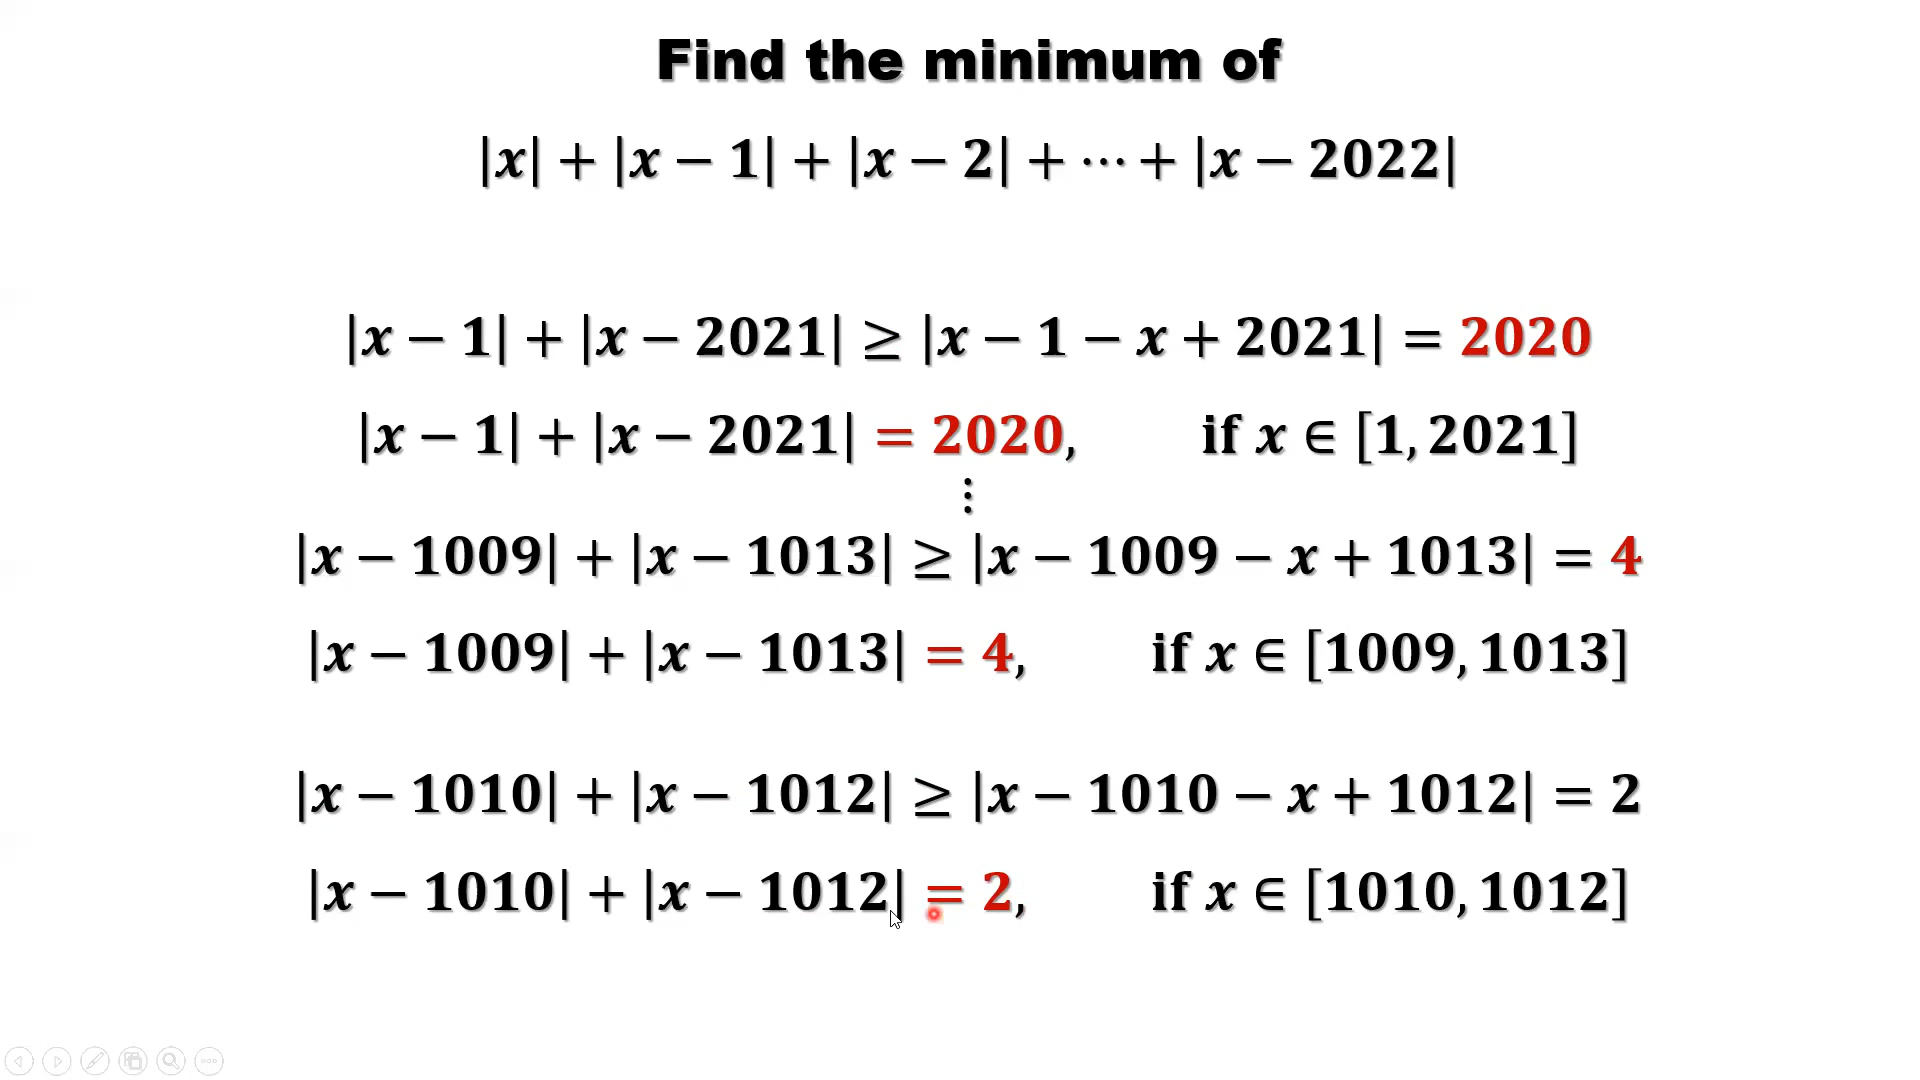 Find the minimum of
|x| + |x − 1| + |x − 2| + ⋯ + |x − 2022|
|x − 1| + |x − 2021| ≥ |x − 1 − x + 2021| = 2020
|x − 1| + |x − 2021| = 2020, if x ∈ [1, 2021]
⋮
|x − 1009| + |x − 1013| ≥ |x − 1009 − x + 1013| = 4
|x − 1009| + |x − 1013| = 4, if x ∈ [1009, 1013]
|x − 1010| + |x − 1012| ≥ |x − 1010 − x + 1012| = 2
|x − 1010| + |x − 1012| = 2, if x ∈ [1010, 1012]